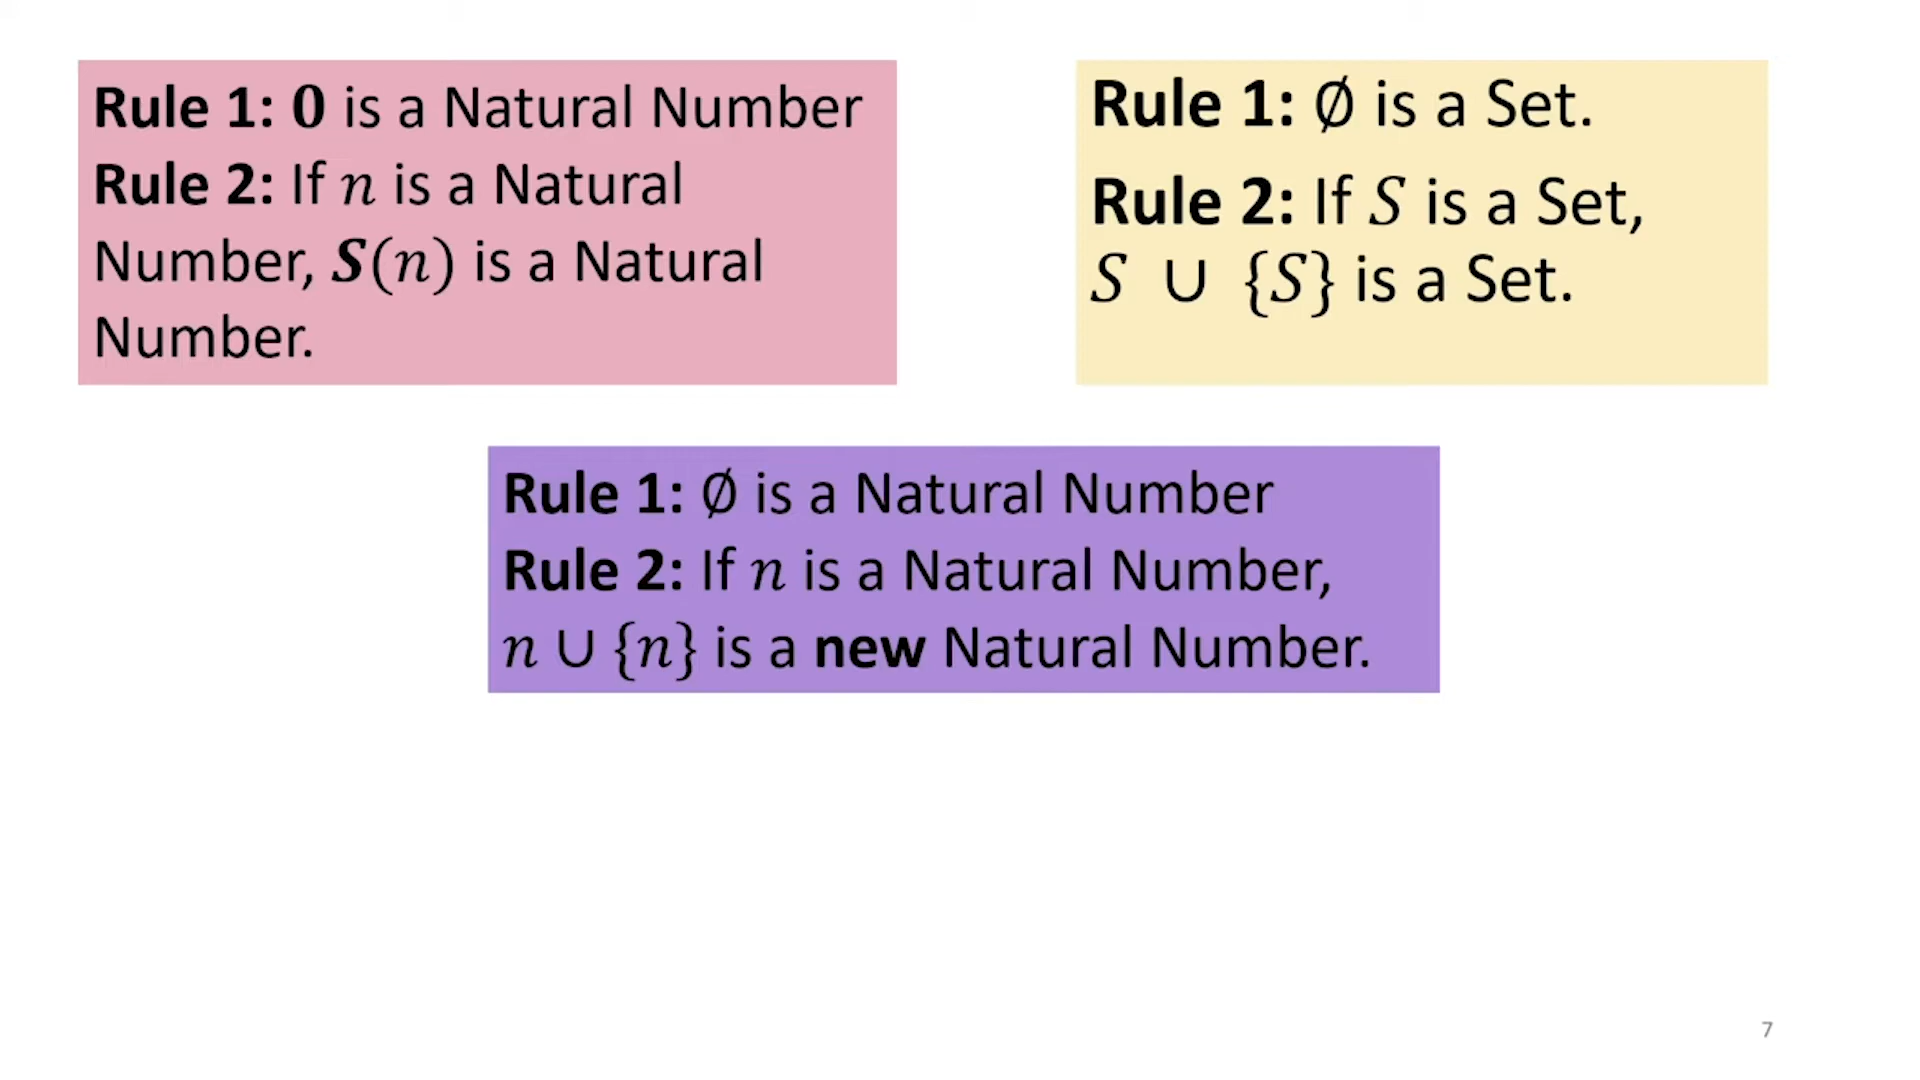 Rule 1: 0 is a Natural Number
Rule 2: If n is a Natural
Number, S(n) is a Natural
Number.
Rule 1: ∅ is a Set.
Rule 2: If S is a Set,
S ∪ {S} is a Set.
Rule 1: ∅ is a Natural Number
Rule 2: If n is a Natural Number,
n ∪ {n} is a new Natural Number.
7